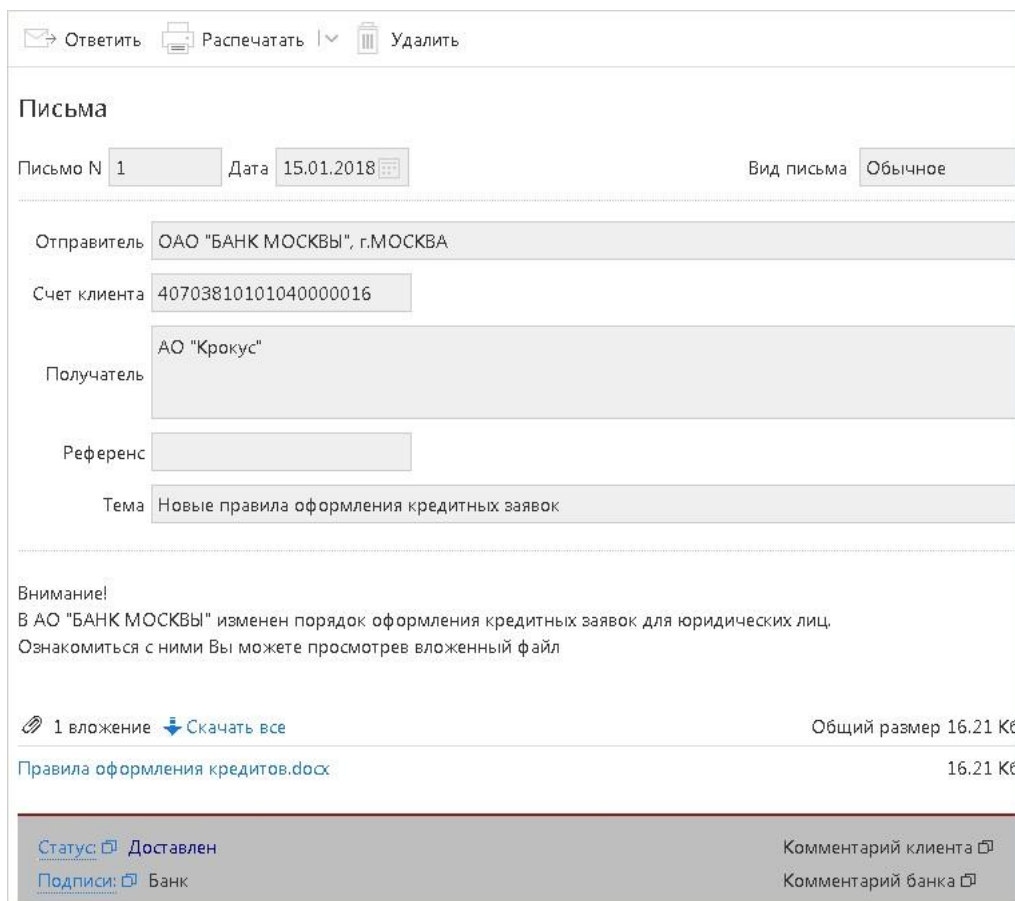 Ответить Распечатать Удалить
Письма
Письмо N 1 Дата 15.01.2018 Вид письма Обычное
Отправитель ОАО "БАНК МОСКВЫ", г.МОСКВА
Счет клиента 40703810101040000016
АО "Крокус"
Получатель
Референс
Тема Новые правила оформления кредитных заявок
Внимание!
В АО "БАНК МОСКВЫ" изменен порядок оформления кредитных заявок для юридических лиц.
Ознакомиться с ними Вы можете просмотрев вложенный файл
1 вложение Скачать все Общий размер 16.21 Кб
Правила оформления кредитов.docx 16.21 Кб
Статус: Доставлен Комментарий клиента
Подписи: Банк Комментарий банка